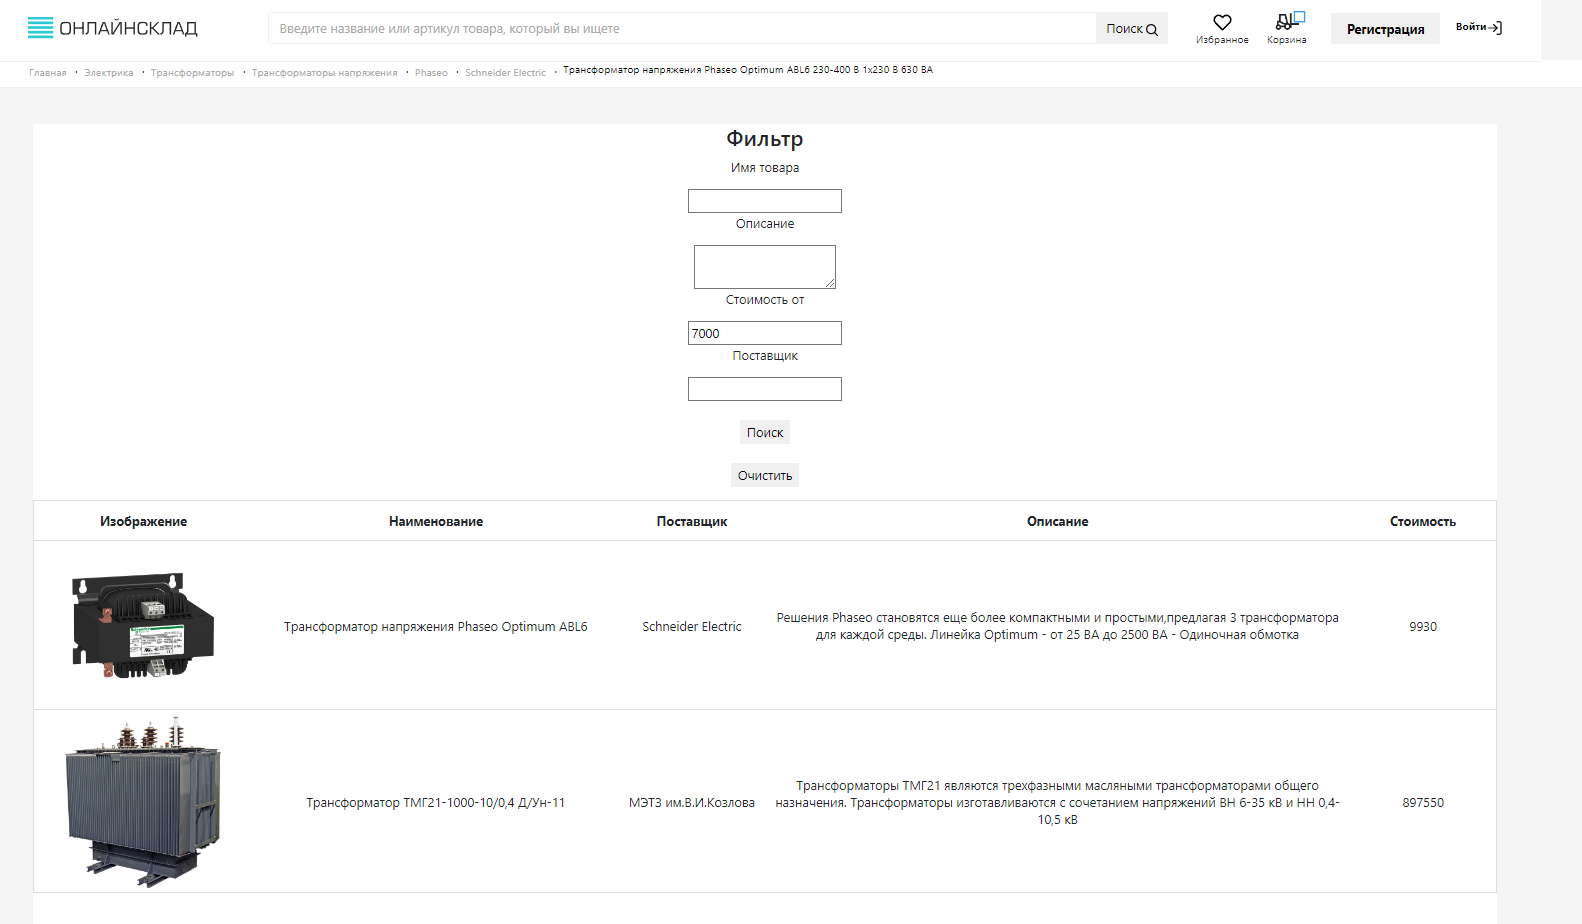 ОНЛАЙНСКЛАД
Введите название или артикул товара, который вы ищете
Поиск
Избранное
Корзина
Регистрация
Войти
Главная · Электрика · Трансформаторы · Трансформаторы напряжения · Phaseo · Schneider Electric · Трансформатор напряжения Phaseo Optimum ABL6 230-400 В 1x230 В 630 ВА
Фильтр
Имя товара
Описание
Стоимость от
7000
Поставщик
Поиск
Очистить
Изображение Наименование Поставщик Описание Стоимость
Трансформатор напряжения Phaseo Optimum ABL6
Schneider Electric
Решения Phaseo становятся еще более компактными и простыми,предлагая 3 трансформатора
для каждой среды. Линейка Optimum - от 25 ВА до 2500 ВА - Одиночная обмотка
9930
Трансформатор ТМГ21-1000-10/0,4 Д/Ун-11
МЭТЗ им.В.И.Козлова
Трансформаторы ТМГ21 являются трехфазными масляными трансформаторами общего
назначения. Трансформаторы изготавливаются с сочетанием напряжений ВН 6-35 кВ и НН 0,4-
10,5 кВ
897550